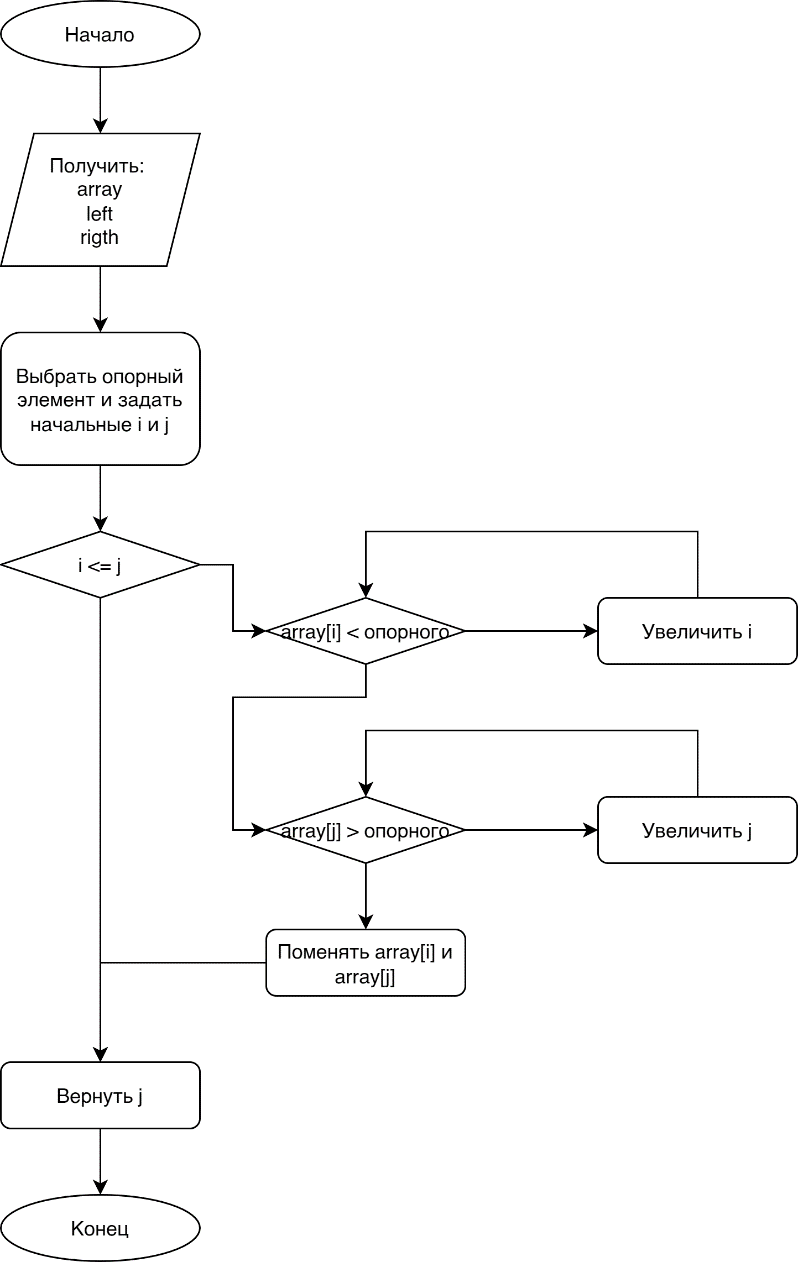 Начало
Получить:
array
left
rigth
Выбрать опорный
элемент и задать
начальные i и j
i <= j
array[i] < опорного
Увеличить i
array[j] > опорного
Увеличить j
Поменять array[i] и
array[j]
Вернуть j
Конец